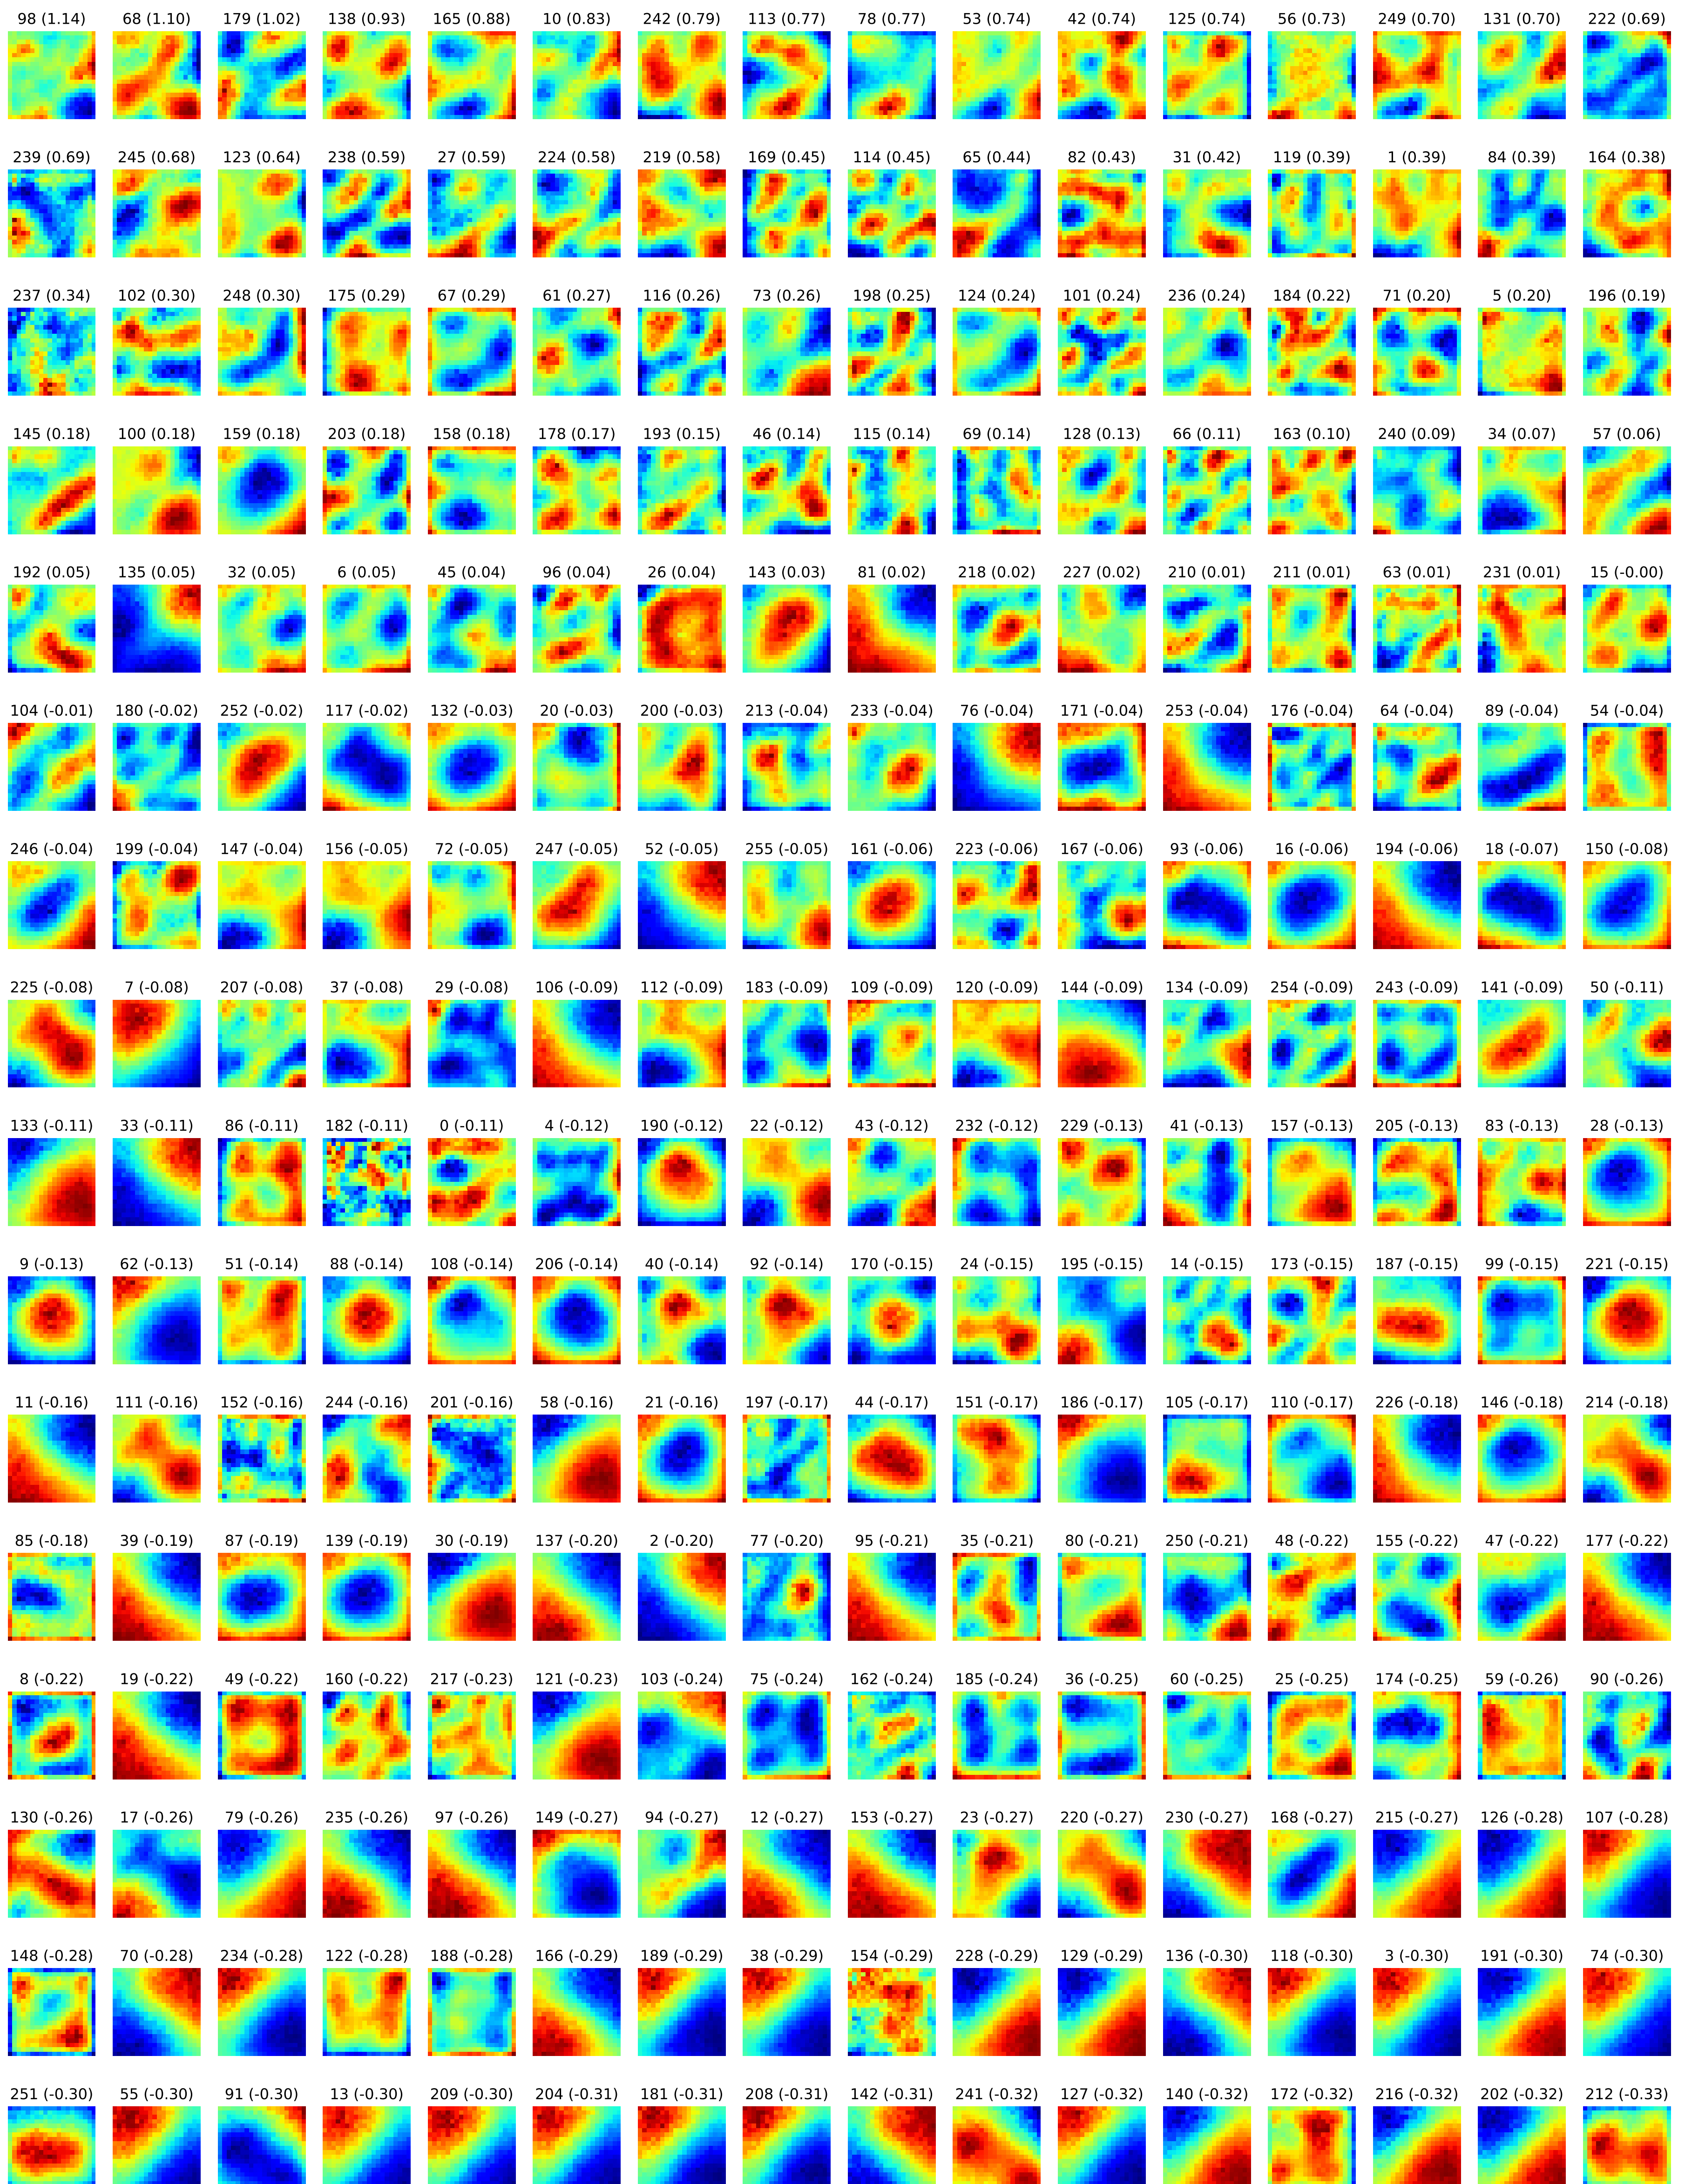 98 (1.14) 68 (1.10) 179 (1.02) 138 (0.93) 165 (0.88) 10 (0.83) 242 (0.79) 113 (0.77) 78 (0.77) 53 (0.74) 42 (0.74) 125 (0.74) 56 (0.73) 249 (0.70) 131 (0.70) 222 (0.69)
239 (0.69) 245 (0.68) 123 (0.64) 238 (0.59) 27 (0.59) 224 (0.58) 219 (0.58) 169 (0.45) 114 (0.45) 65 (0.44) 82 (0.43) 31 (0.42) 119 (0.39) 1 (0.39) 84 (0.39) 164 (0.38)
237 (0.34) 102 (0.30) 248 (0.30) 175 (0.29) 67 (0.29) 61 (0.27) 116 (0.26) 73 (0.26) 198 (0.25) 124 (0.24) 101 (0.24) 236 (0.24) 184 (0.22) 71 (0.20) 5 (0.20) 196 (0.19)
145 (0.18) 100 (0.18) 159 (0.18) 203 (0.18) 158 (0.18) 178 (0.17) 193 (0.15) 46 (0.14) 115 (0.14) 69 (0.14) 128 (0.13) 66 (0.11) 163 (0.10) 240 (0.09) 34 (0.07) 57 (0.06)
192 (0.05) 135 (0.05) 32 (0.05) 6 (0.05) 45 (0.04) 96 (0.04) 26 (0.04) 143 (0.03) 81 (0.02) 218 (0.02) 227 (0.02) 210 (0.01) 211 (0.01) 63 (0.01) 231 (0.01) 15 (-0.00)
104 (-0.01) 180 (-0.02) 252 (-0.02) 117 (-0.02) 132 (-0.03) 20 (-0.03) 200 (-0.03) 213 (-0.04) 233 (-0.04) 76 (-0.04) 171 (-0.04) 253 (-0.04) 176 (-0.04) 64 (-0.04) 89 (-0.04) 54 (-0.04)
246 (-0.04) 199 (-0.04) 147 (-0.04) 156 (-0.05) 72 (-0.05) 247 (-0.05) 52 (-0.05) 255 (-0.05) 161 (-0.06) 223 (-0.06) 167 (-0.06) 93 (-0.06) 16 (-0.06) 194 (-0.06) 18 (-0.07) 150 (-0.08)
225 (-0.08) 7 (-0.08) 207 (-0.08) 37 (-0.08) 29 (-0.08) 106 (-0.09) 112 (-0.09) 183 (-0.09) 109 (-0.09) 120 (-0.09) 144 (-0.09) 134 (-0.09) 254 (-0.09) 243 (-0.09) 141 (-0.09) 50 (-0.11)
133 (-0.11) 33 (-0.11) 86 (-0.11) 182 (-0.11) 0 (-0.11) 4 (-0.12) 190 (-0.12) 22 (-0.12) 43 (-0.12) 232 (-0.12) 229 (-0.13) 41 (-0.13) 157 (-0.13) 205 (-0.13) 83 (-0.13) 28 (-0.13)
9 (-0.13) 62 (-0.13) 51 (-0.14) 88 (-0.14) 108 (-0.14) 206 (-0.14) 40 (-0.14) 92 (-0.14) 170 (-0.15) 24 (-0.15) 195 (-0.15) 14 (-0.15) 173 (-0.15) 187 (-0.15) 99 (-0.15) 221 (-0.15)
11 (-0.16) 111 (-0.16) 152 (-0.16) 244 (-0.16) 201 (-0.16) 58 (-0.16) 21 (-0.16) 197 (-0.17) 44 (-0.17) 151 (-0.17) 186 (-0.17) 105 (-0.17) 110 (-0.17) 226 (-0.18) 146 (-0.18) 214 (-0.18)
85 (-0.18) 39 (-0.19) 87 (-0.19) 139 (-0.19) 30 (-0.19) 137 (-0.20) 2 (-0.20) 77 (-0.20) 95 (-0.21) 35 (-0.21) 80 (-0.21) 250 (-0.21) 48 (-0.22) 155 (-0.22) 47 (-0.22) 177 (-0.22)
8 (-0.22) 19 (-0.22) 49 (-0.22) 160 (-0.22) 217 (-0.23) 121 (-0.23) 103 (-0.24) 75 (-0.24) 162 (-0.24) 185 (-0.24) 36 (-0.25) 60 (-0.25) 25 (-0.25) 174 (-0.25) 59 (-0.26) 90 (-0.26)
130 (-0.26) 17 (-0.26) 79 (-0.26) 235 (-0.26) 97 (-0.26) 149 (-0.27) 94 (-0.27) 12 (-0.27) 153 (-0.27) 23 (-0.27) 220 (-0.27) 230 (-0.27) 168 (-0.27) 215 (-0.27) 126 (-0.28) 107 (-0.28)
148 (-0.28) 70 (-0.28) 234 (-0.28) 122 (-0.28) 188 (-0.28) 166 (-0.29) 189 (-0.29) 38 (-0.29) 154 (-0.29) 228 (-0.29) 129 (-0.29) 136 (-0.30) 118 (-0.30) 3 (-0.30) 191 (-0.30) 74 (-0.30)
251 (-0.30) 55 (-0.30) 91 (-0.30) 13 (-0.30) 209 (-0.30) 204 (-0.31) 181 (-0.31) 208 (-0.31) 142 (-0.31) 241 (-0.32) 127 (-0.32) 140 (-0.32) 172 (-0.32) 216 (-0.32) 202 (-0.32) 212 (-0.33)